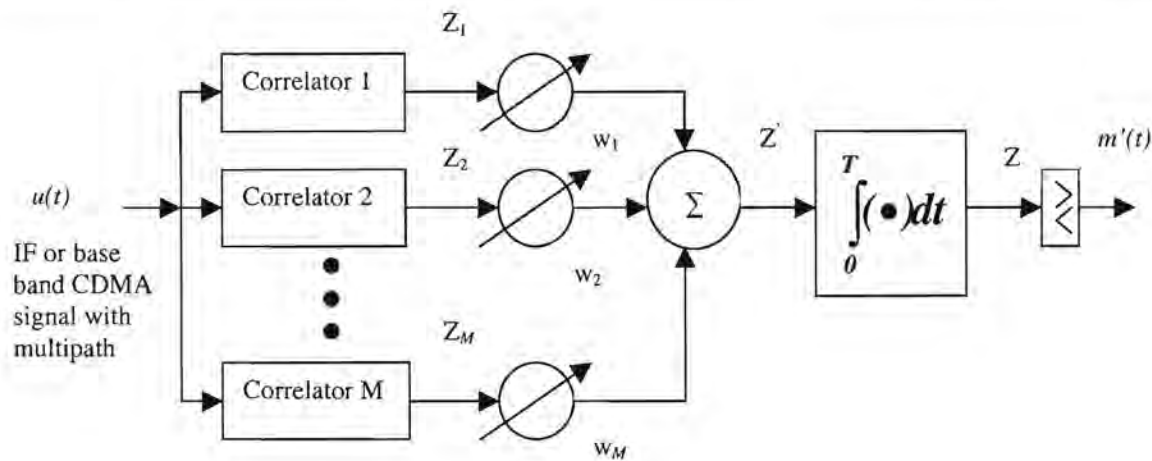 Z1
Correlator 1
w1
Z2
Correlator 2
w2
u(t)
IF or base
band CDMA
signal with
multipath
ZM
Correlator M
wM
Σ
Z'
T
∫(●)dt
0
Z
><
m'(t)